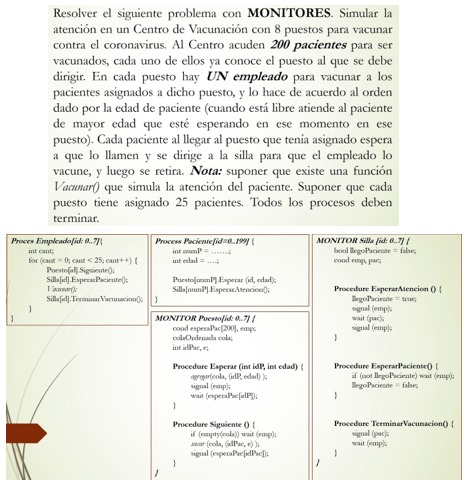 Resolver el siguiente problema con MONITORES. Simular la
atención en un Centro de Vacunación con 8 puestos para vacunar
contra el coronavirus. Al Centro acuden 200 pacientes para ser
vacunados, cada uno de ellos ya conoce el puesto al que se debe
dirigir. En cada puesto hay UN empleado para vacunar a los
pacientes asignados a dicho puesto, y lo hace de acuerdo al orden
dado por la edad de paciente (cuando está libre atiende al paciente
de mayor edad que esté esperando en ese momento en ese
puesto). Cada paciente al llegar al puesto que tenía asignado espera
a que lo llamen y se dirige a la silla para que el empleado lo
vacune, y luego se retira. Nota: suponer que existe una función
Vacunar() que simula la atención del paciente. Suponer que cada
puesto tiene asignado 25 pacientes. Todos los procesos deben
terminar.
Proces Empleado[id: 0..7]{
int cant;
for (cant = 0; cant < 25; cant++) {
Puesto[id].Siguiente();
Silla[id].EsperarPaciente();
Vacunar();
Silla[id].TerminarVacunacion();
}
}
Process Paciente[id=0..199] {
int numP = .......;
int edad = ....;
Puesto[numP].Esperar (id, edad);
Silla[numP].EsperarAtencion();
}
MONITOR Puesto[id: 0..7] {
cond esperaPac[200], emp;
colaOrdenada cola;
int idPac, e;
Procedure Esperar (int idP, int edad) {
agregar(cola, (idP, edad) );
signal (emp);
wait (esperaPac[idP]);
}
Procedure Siguiente () {
if (empty(cola)) wait (emp);
sacar (cola, (idPac, e) );
signal (esperaPac[idPac]);
}
}
MONITOR Silla [id: 0..7] {
bool llegoPaciente = false;
cond emp, pac;
Procedure EsperarAtencion () {
llegoPaciente = true;
signal (emp);
wait (pac);
signal (emp);
}
Procedure EsperarPaciente() {
if (not llegoPaciente) wait (emp);
llegoPaciente = false;
}
Procedure TerminarVacunacion() {
signal (pac);
wait (emp);
}
}